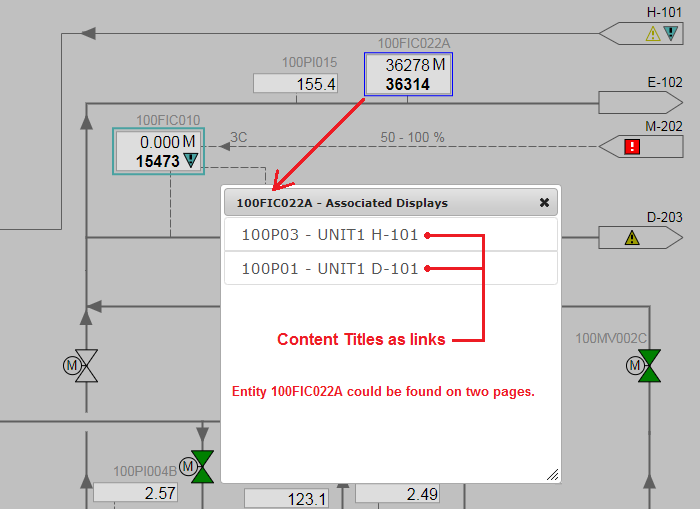 H-101
100FIC022A
100PI015
36278 M
36314
155.4
E-102
100FIC010
M-202
0.000 M
15473
3C
50 - 100 %
!
100FIC022A - Associated Displays
100P03 - UNIT1 H-101
100P01 - UNIT1 D-101
D-203
Content Titles as links
100MV002C
M
M
Entity 100FIC022A could be found on two pages.
100PI004B
M
2.57
123.1
2.49